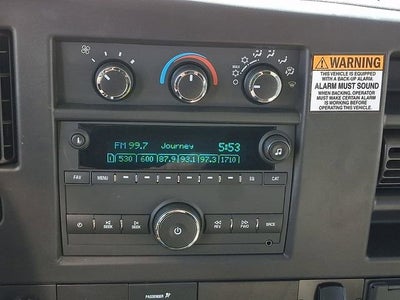 WARNING
THIS VEHICLE IS EQUIPPED
WITH A BACK-UP ALARM
ALARM MUST SOUND
WHEN BACKING. OPERATOR
MUST MAKE CERTAIN ALARM
IS WORKING BEFORE
OPERATING THIS VEHICLE.
FM 99.7 Journey 5:53
1 530 600 87.9 93.1 97.3 1710
FAV MENU CAT
SEEK SEEK REV FWD
PASSENGER